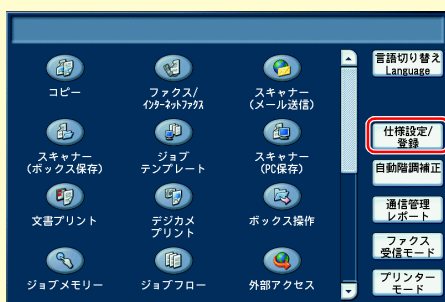 コピー
ファクス/
インターネットファクス
スキャナー
(メール送信)
スキャナー
(ボックス保存)
ジョブ
テンプレート
スキャナー
(PC保存)
文書プリント
デジカメ
プリント
ボックス操作
ジョブメモリー
ジョブフロー
外部アクセス
言語切り替え
Language
仕様設定/
登録
自動階調補正
通信管理
レポート
ファクス
受信モード
プリンター
モード